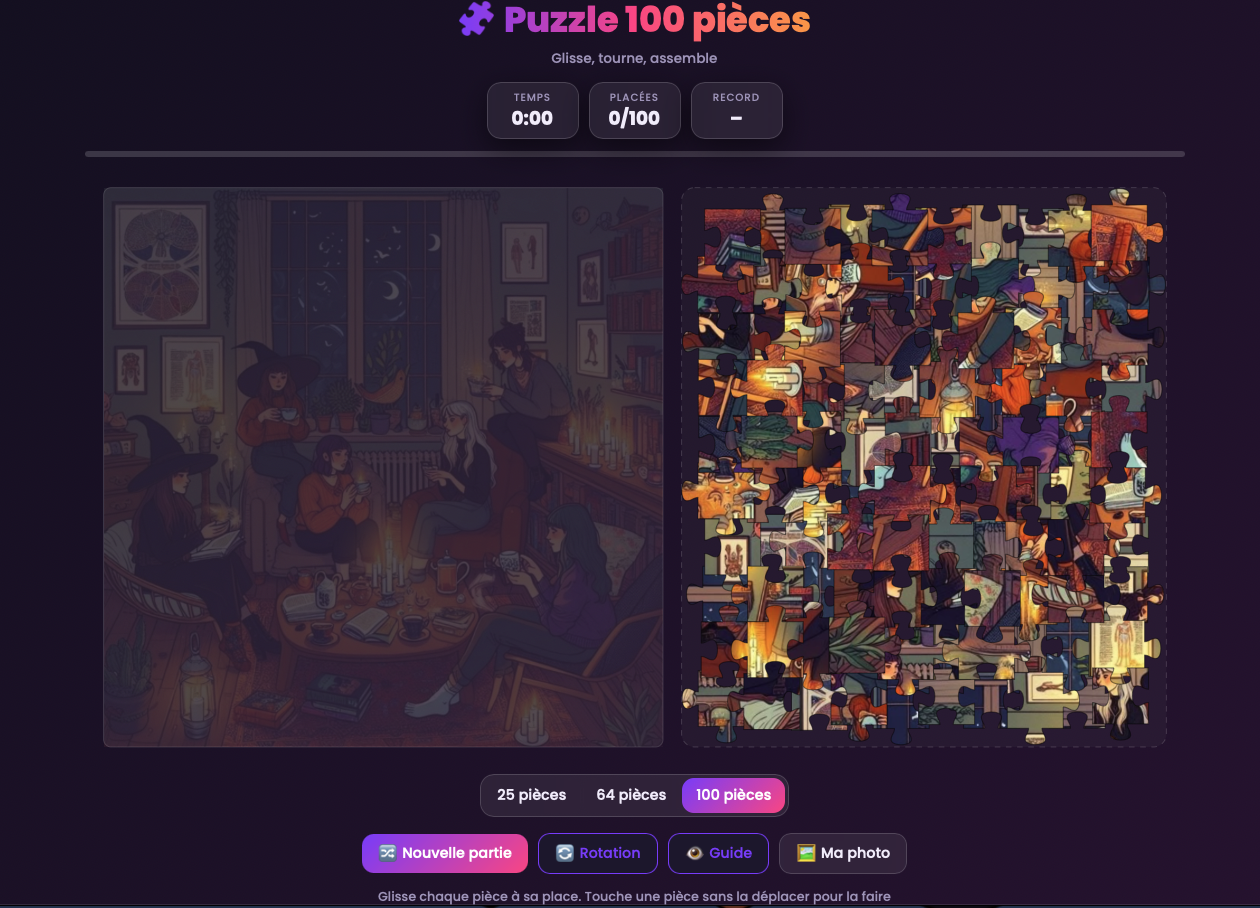 Puzzle 100 pièces
Glisse, tourne, assemble
TEMPS
0:00
PLACÉES
0/100
RECORD
–
25 pièces
64 pièces
100 pièces
Nouvelle partie
Rotation
Guide
Ma photo
Glisse chaque pièce à sa place. Touche une pièce sans la déplacer pour la faire